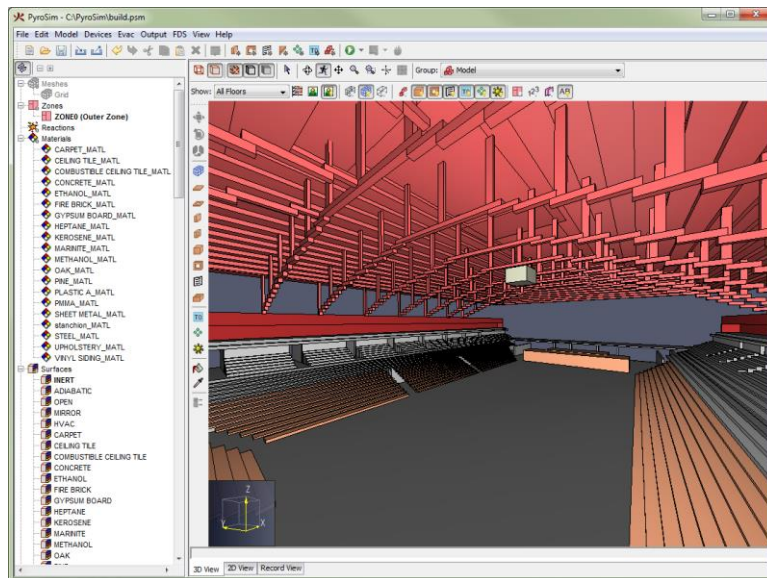 PyroSim - C:\PyroSim\build.psm
File Edit Model Devices Evac Output FDS View Help
Group: Model
Show: All Floors
Meshes
Grid
Zones
ZONE0 (Outer Zone)
Reactions
Materials
CARPET_MATL
CEILING TILE_MATL
COMBUSTIBLE CEILING TILE_MATL
CONCRETE_MATL
ETHANOL_MATL
FIRE BRICK_MATL
GYPSUM BOARD_MATL
HEPTANE_MATL
KEROSENE_MATL
MARINITE_MATL
METHANOL_MATL
OAK_MATL
PINE_MATL
PLASTIC A_MATL
PMMA_MATL
SHEET METAL_MATL
stanchion_MATL
STEEL_MATL
UPHOLSTERY_MATL
VINYL SIDING_MATL
Surfaces
INERT
ADIABATIC
OPEN
MIRROR
HVAC
CARPET
CEILING TILE
COMBUSTIBLE CEILING TILE
CONCRETE
ETHANOL
FIRE BRICK
GYPSUM BOARD
HEPTANE
KEROSENE
MARINITE
METHANOL
OAK
Z
Y X
3D View 2D View Record View